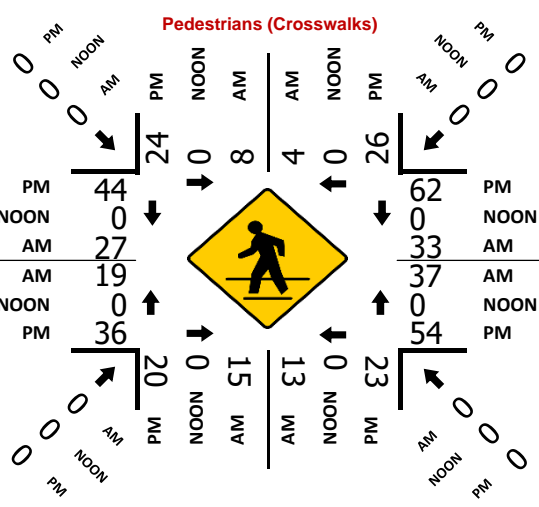 Pedestrians (Crosswalks)
PM NOON AM 0 0 0
PM NOON AM AM NOON PM
24 0 8 4 0 26
PM NOON AM 0 0 0
PM 44 62 PM
NOON 0 0 NOON
AM 27 33 AM
AM 19 37 AM
NOON 0 0 NOON
PM 36 54 PM
20 0 15 13 0 23
PM NOON AM AM NOON PM
0 0 0 AM NOON PM
0 0 0 AM NOON PM